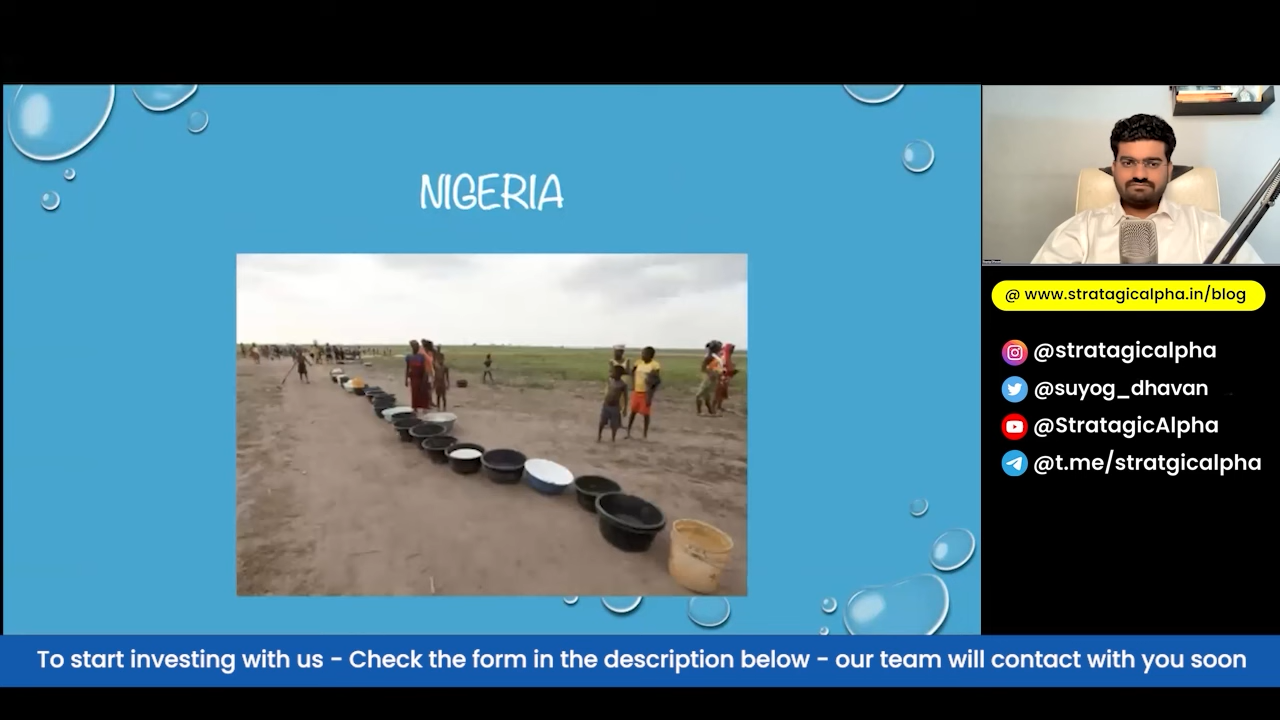 NIGERIA
@ www.stratagicalpha.in/blog
@stratagicalpha
@suyog_dhavan
@StratagicAlpha
@t.me/stratgicalpha
To start investing with us - Check the form in the description below - our team will contact with you soon